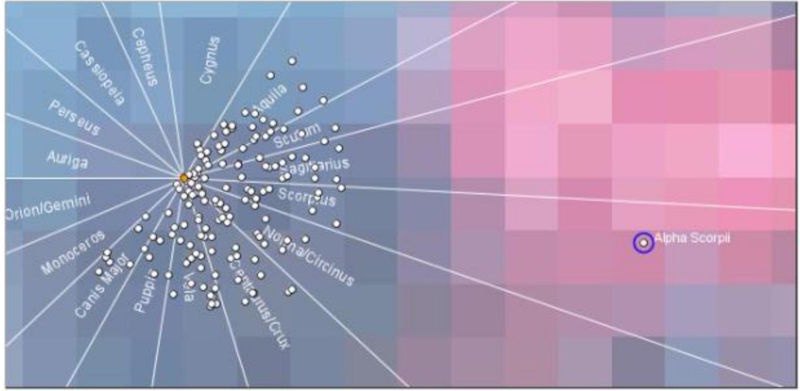 Cygnus
Cepheus
Cassiopeia
Perseus
Auriga
Orion/Gemini
Monoceros
Canis Major
Puppis
Vela
Centaurus/Crux
Norma/Circinus
Scorpius
Sagittarius
Scutum
Aquila
Alpha Scorpii